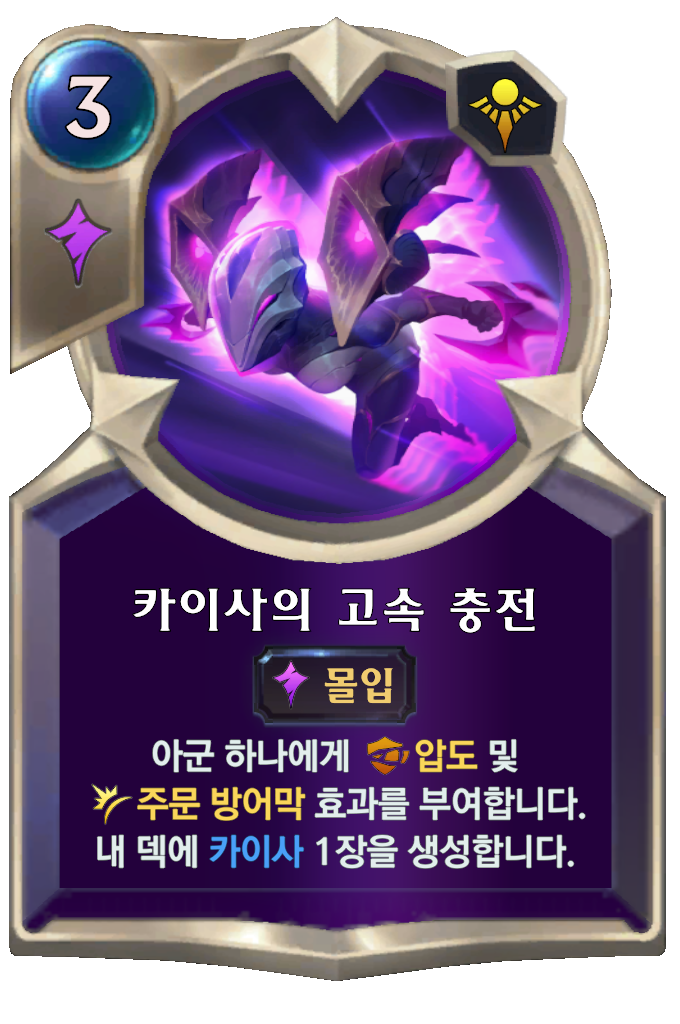 3
카이사의 고속 충전
몰입
아군 하나에게 압도 및
주문 방어막 효과를 부여합니다.
내 덱에 카이사 1장을 생성합니다.